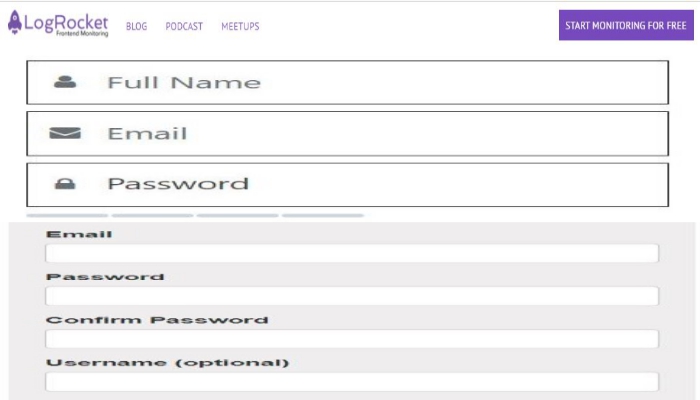 LogRocket
Frontend Monitoring
BLOG PODCAST MEETUPS
START MONITORING FOR FREE
Full Name
Email
Password
Email
Password
Confirm Password
Username (optional)